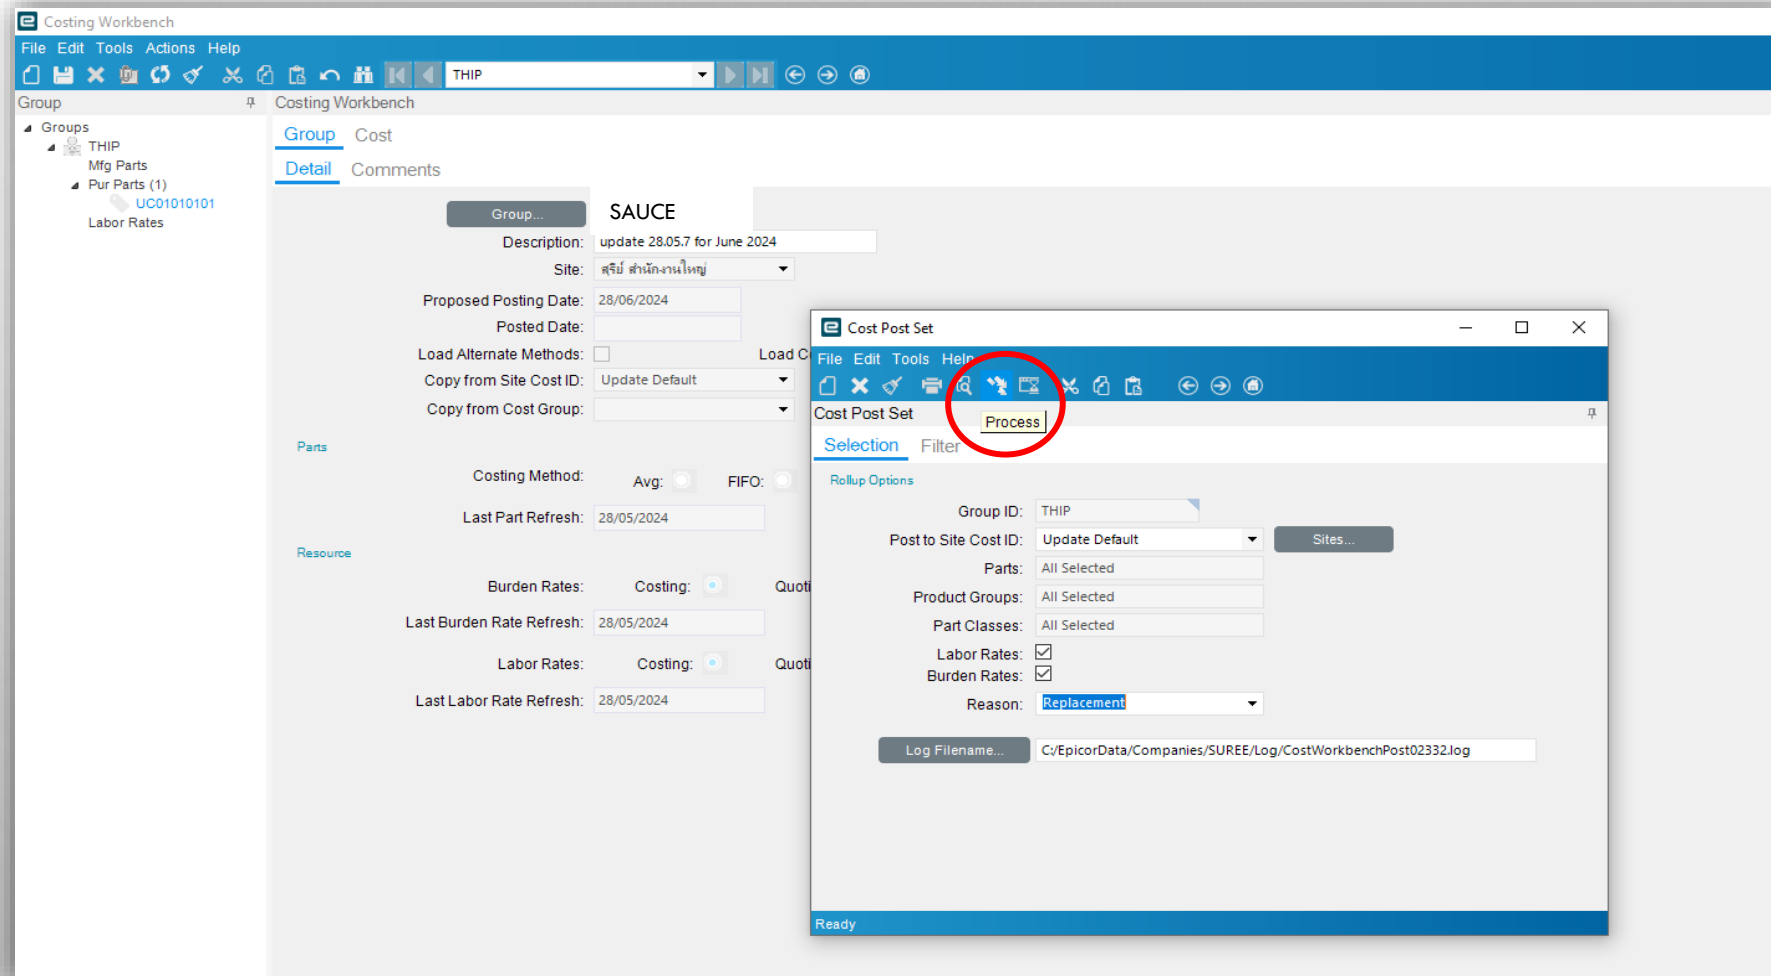 Costing Workbench
File Edit Tools Actions Help
THIP
Group
Costing Workbench
Groups
THIP
Mfg Parts
Pur Parts (1)
UC01010101
Labor Rates
Group Cost
Detail Comments
Group... SAUCE
Description: update 28.05.7 for June 2024
Site: สุรีย์ สำนักงานใหญ่
Proposed Posting Date: 28/06/2024
Posted Date:
Load Alternate Methods: Load C
Copy from Site Cost ID: Update Default
Copy from Cost Group:
Parts
Costing Method: Avg: FIFO:
Last Part Refresh: 28/05/2024
Resource
Burden Rates: Costing: Quoti
Last Burden Rate Refresh: 28/05/2024
Labor Rates: Costing: Quoti
Last Labor Rate Refresh: 28/05/2024
Cost Post Set
File Edit Tools Help
Cost Post Set
Process
Selection Filter
Rollup Options
Group ID: THIP
Post to Site Cost ID: Update Default Sites...
Parts: All Selected
Product Groups: All Selected
Part Classes: All Selected
Labor Rates:
Burden Rates:
Reason: Replacement
Log Filename... C:/EpicorData/Companies/SUREE/Log/CostWorkbenchPost02332.log
Ready